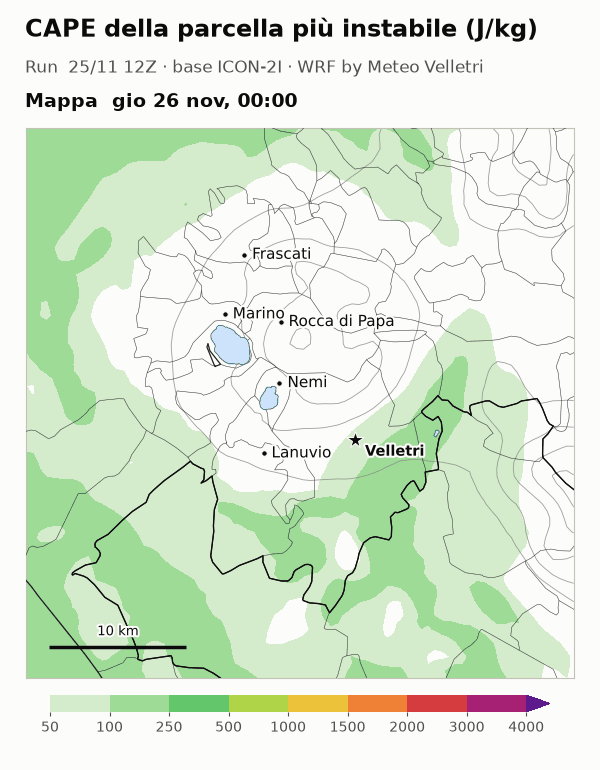 CAPE della parcella più instabile (J/kg)
Run  25/11 12Z · base ICON-2I · WRF by Meteo Velletri
Mappa  gio 26 nov, 00:00
Frascati
Marino
Rocca di Papa
Nemi
Velletri
Lanuvio
10 km
50 100 250 500 1000 1500 2000 3000 4000